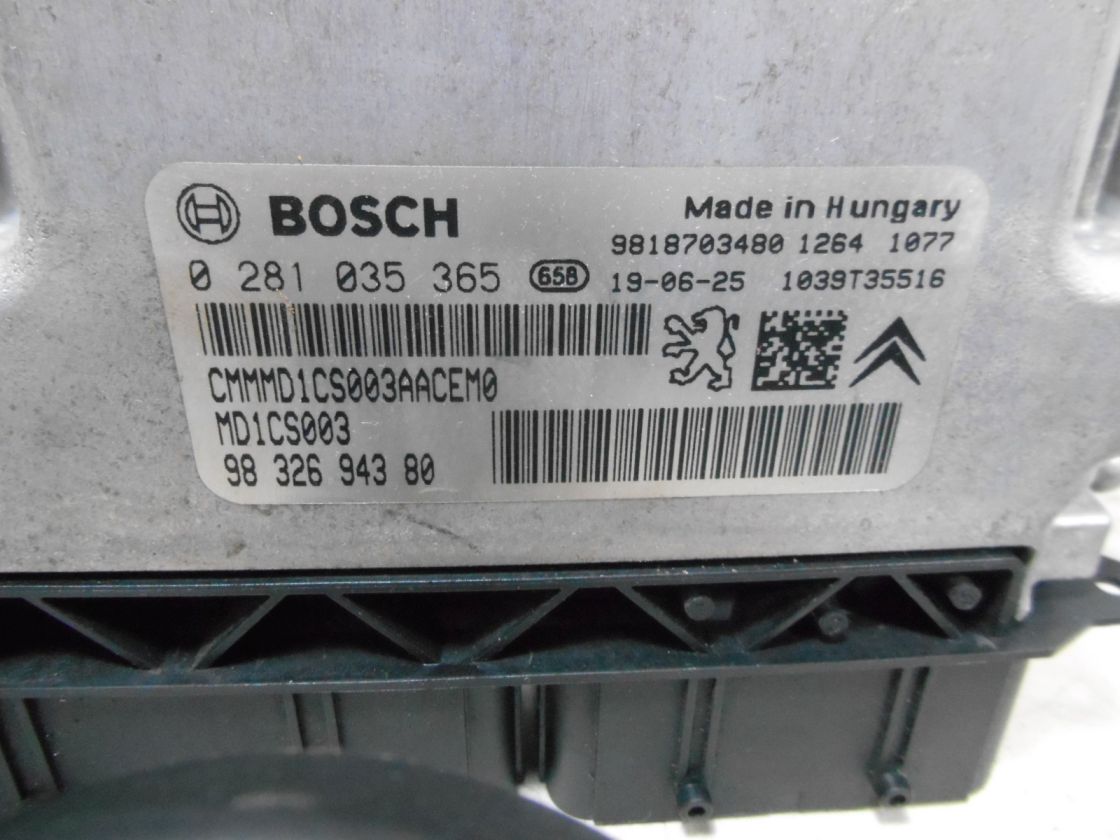 BOSCH
Made in Hungary
9818703480 1264 1077
0 281 035 365 658 19-06-25 1039T35516
CMMMD1CS003AACEM0
MD1CS003
98 326 943 80